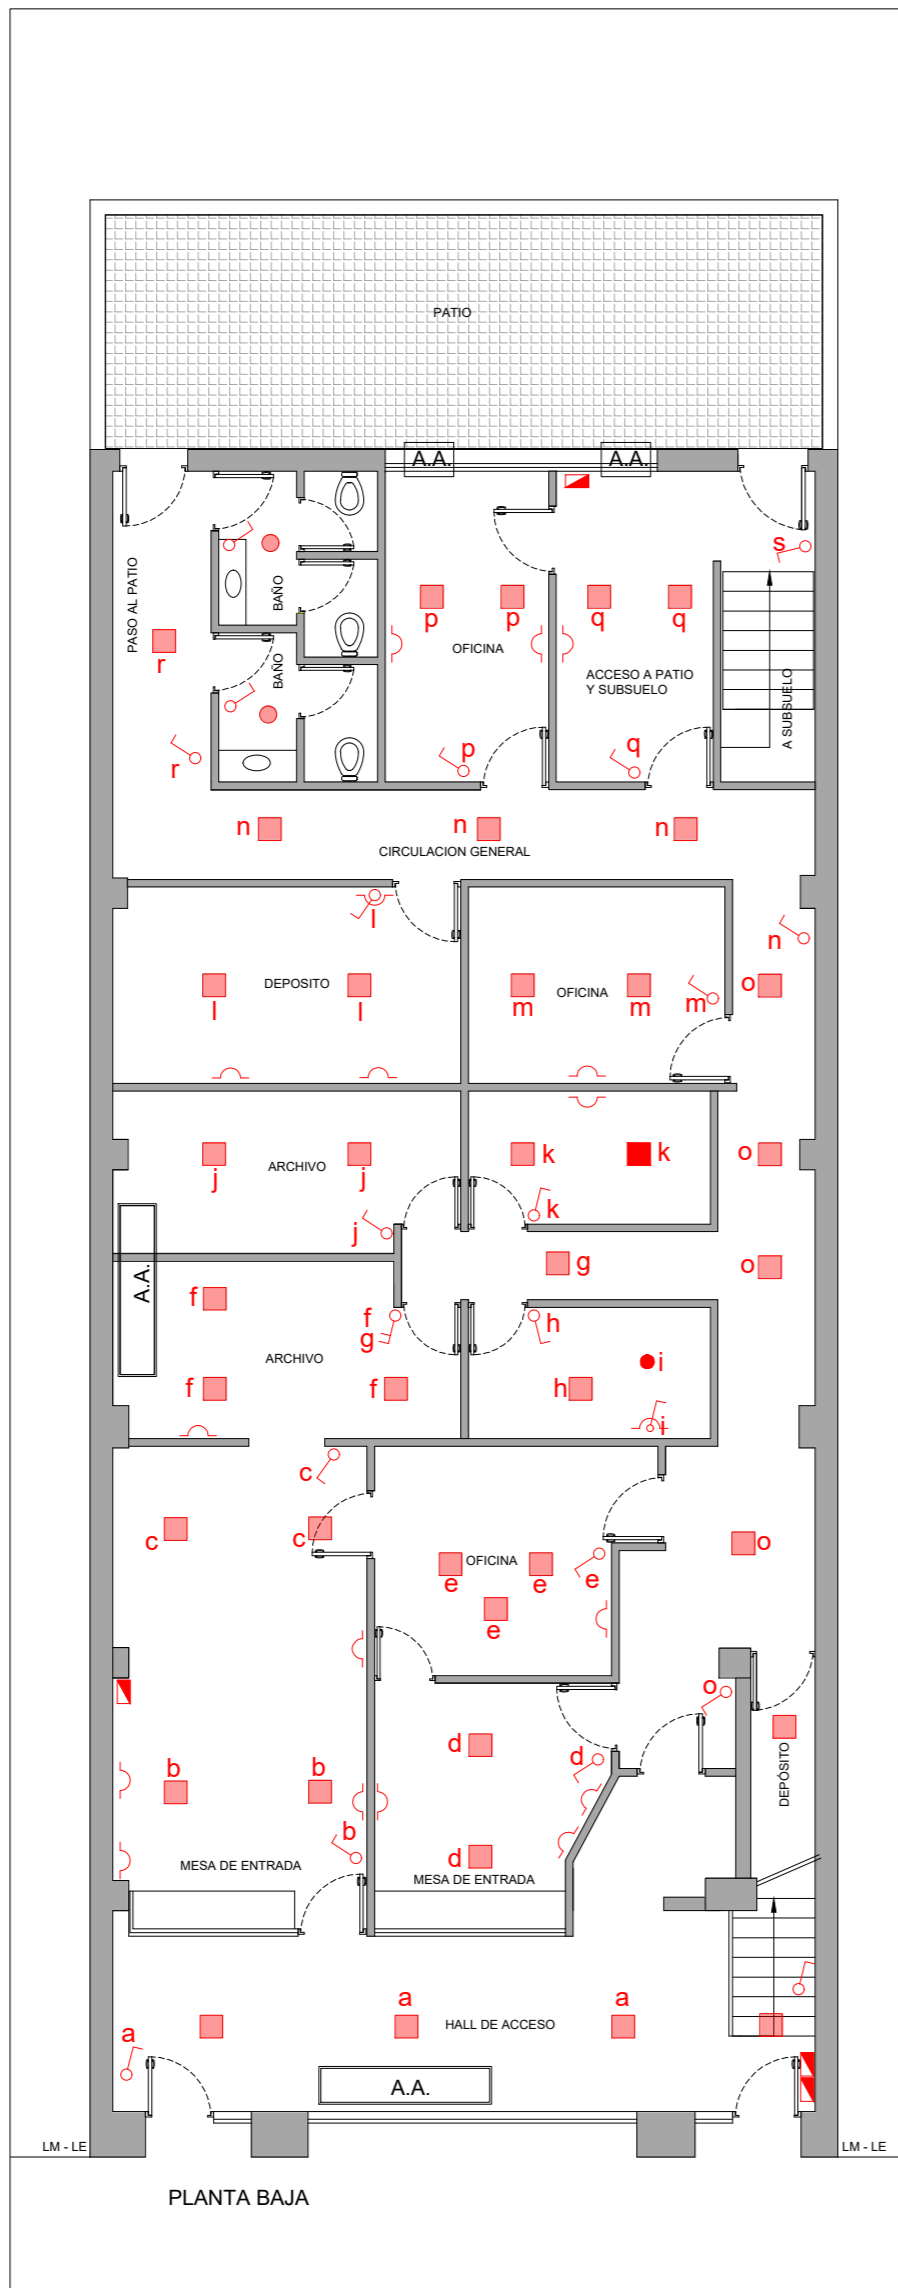 PATIO
A.A.
A.A.
s
PASO AL PATIO
BAÑO
p
p
q
q
r
OFICINA
BAÑO
ACCESO A PATIO
Y SUBSUELO
A SUBSUELO
r
p
q
n
n
n
CIRCULACION GENERAL
l
n
DEPOSITO
OFICINA
o
l
l
m
m
m
ARCHIVO
j
j
k
k
o
k
j
A.A.
g
o
f
f
g
h
ARCHIVO
i
f
f
h
i
c
c
c
OFICINA
e
e
e
e
o
o
d
d
DEPÓSITO
b
b
b
d
MESA DE ENTRADA
MESA DE ENTRADA
a
a
a
HALL DE ACCESO
A.A.
LM - LE
LM - LE
PLANTA BAJA